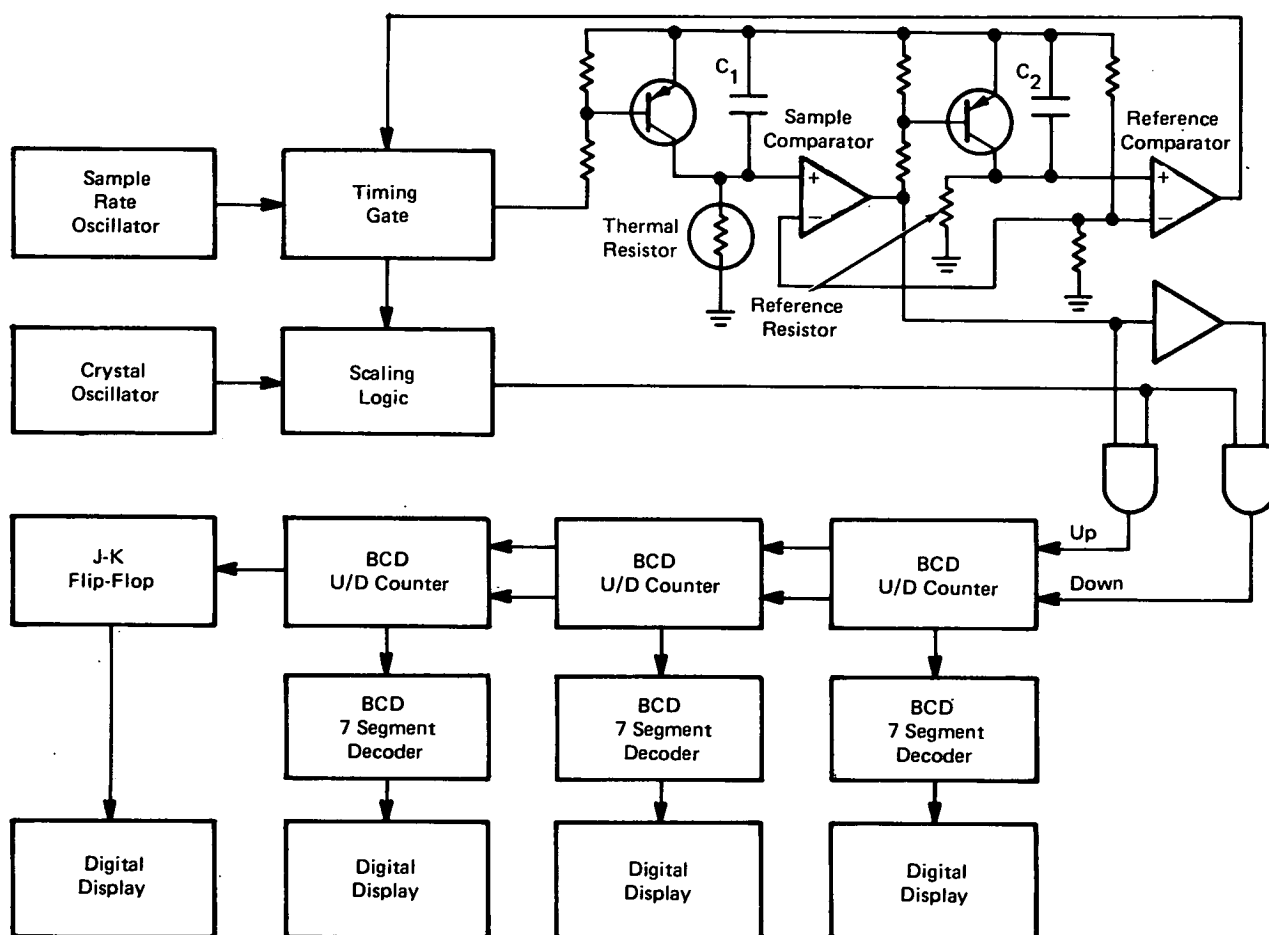 C1
C2
Sample
Comparator
Reference
Comparator
+
−
+
−
Sample
Rate
Oscillator
Timing
Gate
Thermal
Resistor
Reference
Resistor
Crystal
Oscillator
Scaling
Logic
Up
Down
J-K
Flip-Flop
BCD
U/D Counter
BCD
U/D Counter
BCD
U/D Counter
BCD
7 Segment
Decoder
BCD
7 Segment
Decoder
BCD
7 Segment
Decoder
Digital
Display
Digital
Display
Digital
Display
Digital
Display